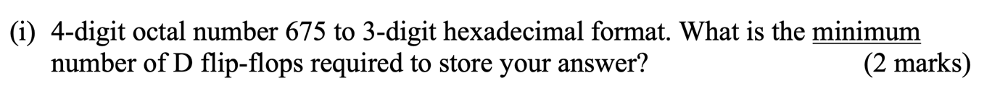 (i) 4-digit octal number 675 to 3-digit hexadecimal format. What is the minimum
number of D flip-flops required to store your answer? (2 marks)